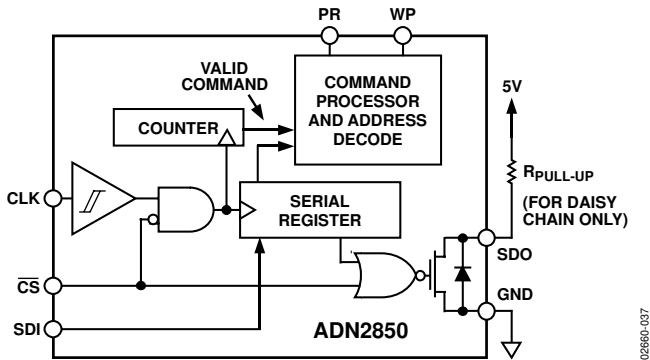 PR
WP
VALID
COMMAND
COMMAND
PROCESSOR
AND ADDRESS
DECODE
5V
COUNTER
RPULL-UP
(FOR DAISY
CHAIN ONLY)
CLK
SERIAL
REGISTER
SDO
CS
GND
SDI
ADN2850
02660-037